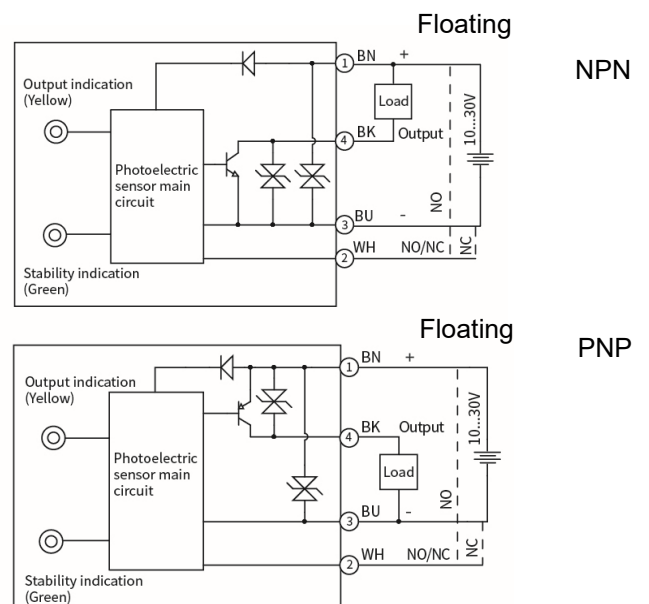 Floating
NPN
1 BN +
Output indication
(Yellow)
Load
10...30V
4 BK Output
Photoelectric
sensor main
circuit
NO
3 BU -
NC
2 WH NO/NC
Stability indication
(Green)
Floating
PNP
1 BN +
Output indication
(Yellow)
10...30V
4 BK Output
Photoelectric
sensor main
circuit
Load
NO
3 BU -
NC
2 WH NO/NC
Stability indication
(Green)